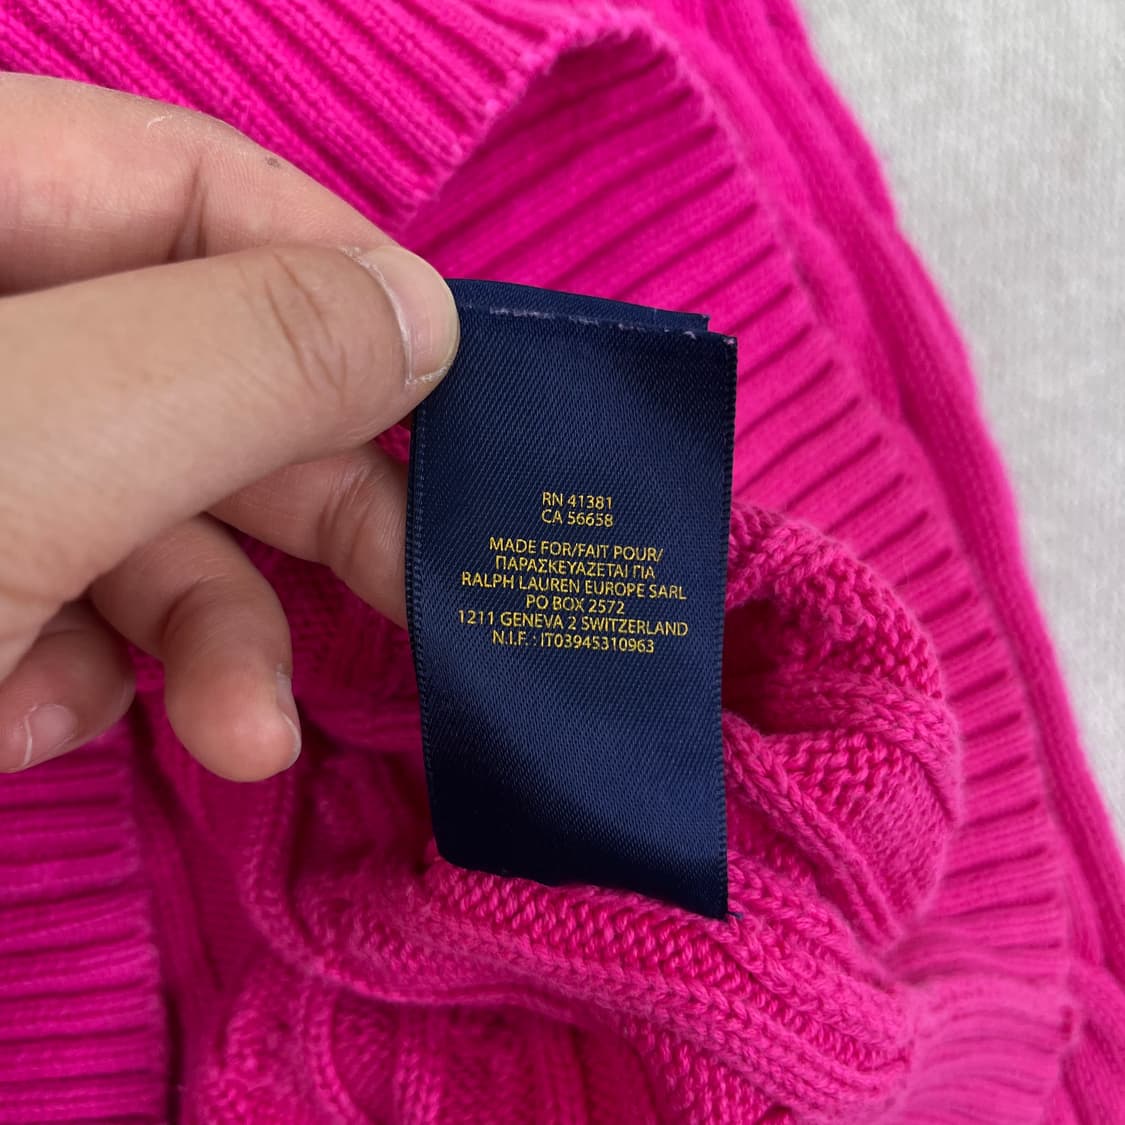 RN 41381
CA 56658
MADE FOR/FAIT POUR/
ΠΑΡΑΣΚΕΥΑΖΕΤΑΙ ΓΙΑ
RALPH LAUREN EUROPE SARL
PO BOX 2572
1211 GENEVA 2 SWITZERLAND
N.I.F. : IT03945310963